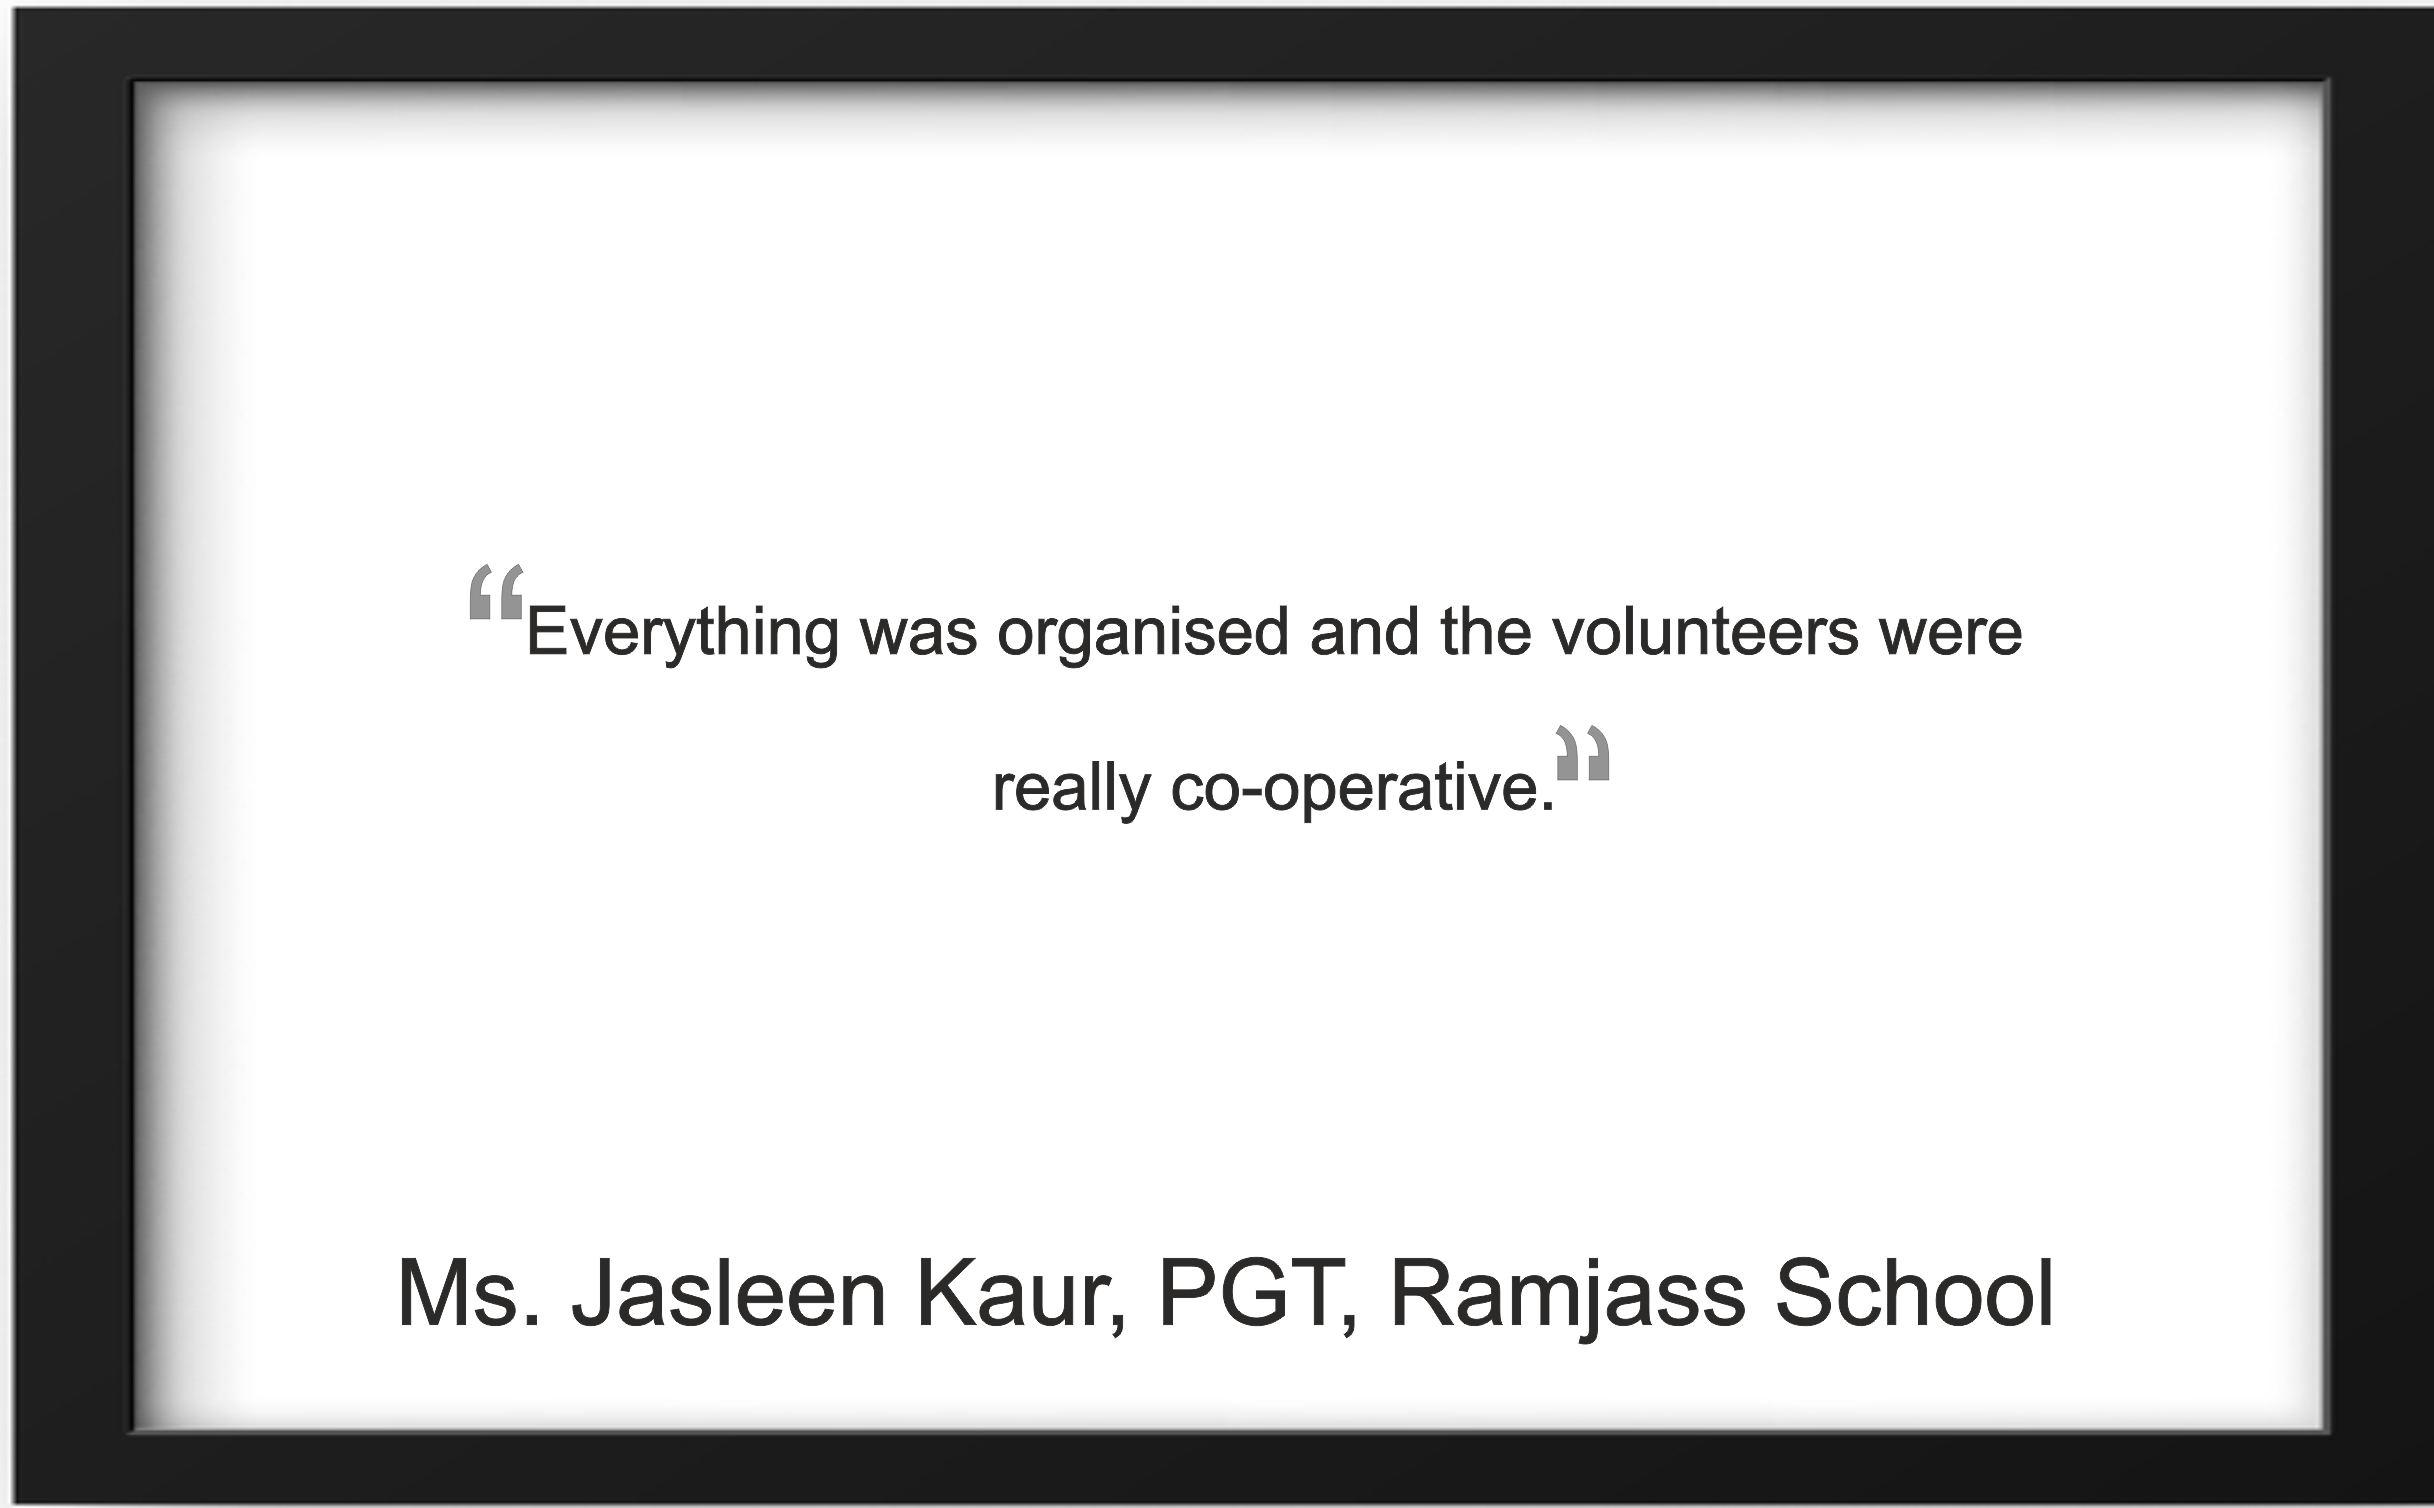 “Everything was organised and the volunteers were
really co-operative.”
Ms. Jasleen Kaur, PGT, Ramjass School